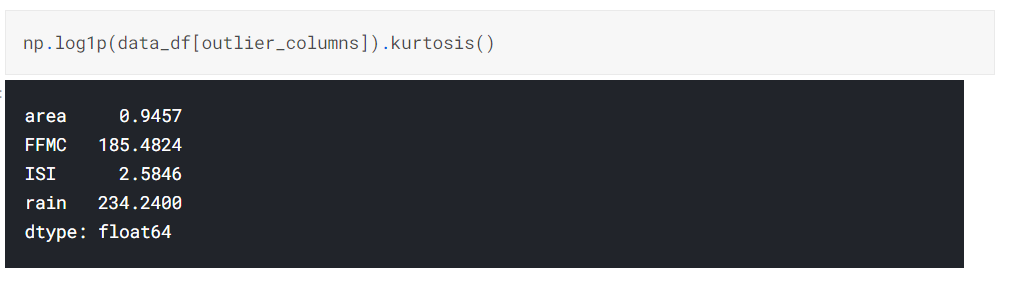 np.log1p(data_df[outlier_columns]).kurtosis()
area 0.9457
FFMC 185.4824
ISI 2.5846
rain 234.2400
dtype: float64